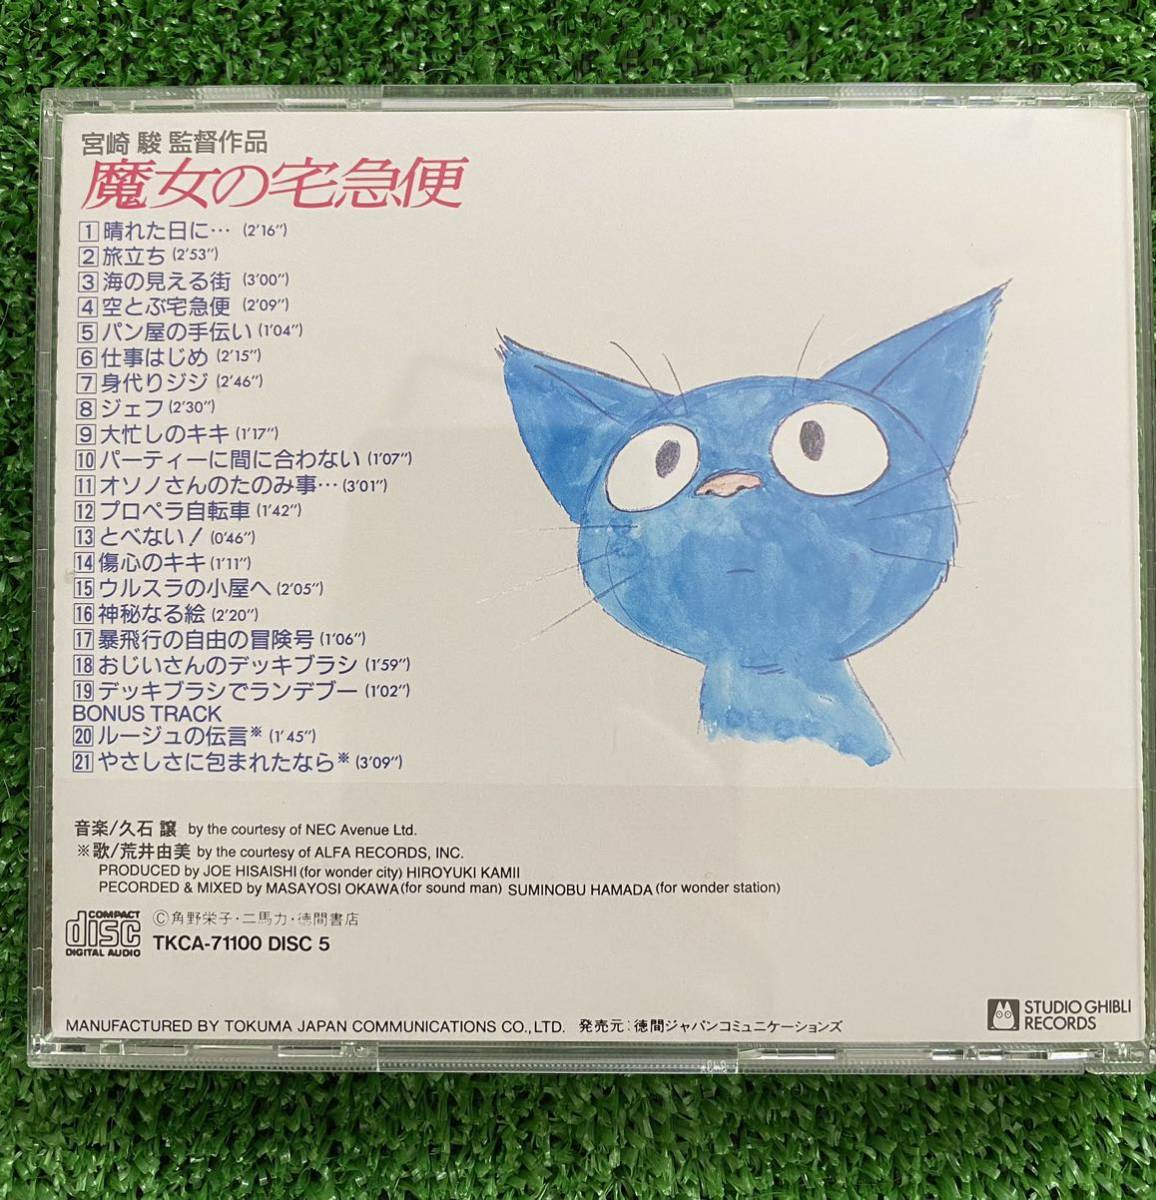 宮崎 駿 監督作品
魔女の宅急便
1 晴れた日に… (2'16")
2 旅立ち (2'53")
3 海の見える街 (3'00")
4 空とぶ宅急便 (2'09")
5 パン屋の手伝い (1'04")
6 仕事はじめ (2'15")
7 身代りジジ (2'46")
8 ジェフ (2'30")
9 大忙しのキキ (1'17")
10 パーティーに間に合わない (1'07")
11 オソノさんのたのみ事… (3'01")
12 プロペラ自転車 (1'42")
13 とべない! (0'46")
14 傷心のキキ (1'11")
15 ウルスラの小屋へ (2'05")
16 神秘なる絵 (2'20")
17 暴飛行の自由の冒険号 (1'06")
18 おじいさんのデッキブラシ (1'59")
19 デッキブラシでランデブー (1'02")
BONUS TRACK
20 ルージュの伝言※ (1'45")
21 やさしさに包まれたなら※ (3'09")
音楽/久石 譲 by the courtesy of NEC Avenue Ltd.
※歌/荒井由美 by the courtesy of ALFA RECORDS, INC.
PRODUCED by JOE HISAISHI (for wonder city) HIROYUKI KAMII
PECORDED & MIXED by MASAYOSI OKAWA (for sound man) SUMINOBU HAMADA (for wonder station)
COMPACT disc DIGITAL AUDIO
©角野栄子・二馬力・徳間書店
TKCA-71100 DISC 5
STUDIO GHIBLI RECORDS
MANUFACTURED BY TOKUMA JAPAN COMMUNICATIONS CO.,LTD. 発売元:徳間ジャパンコミュニケーションズ